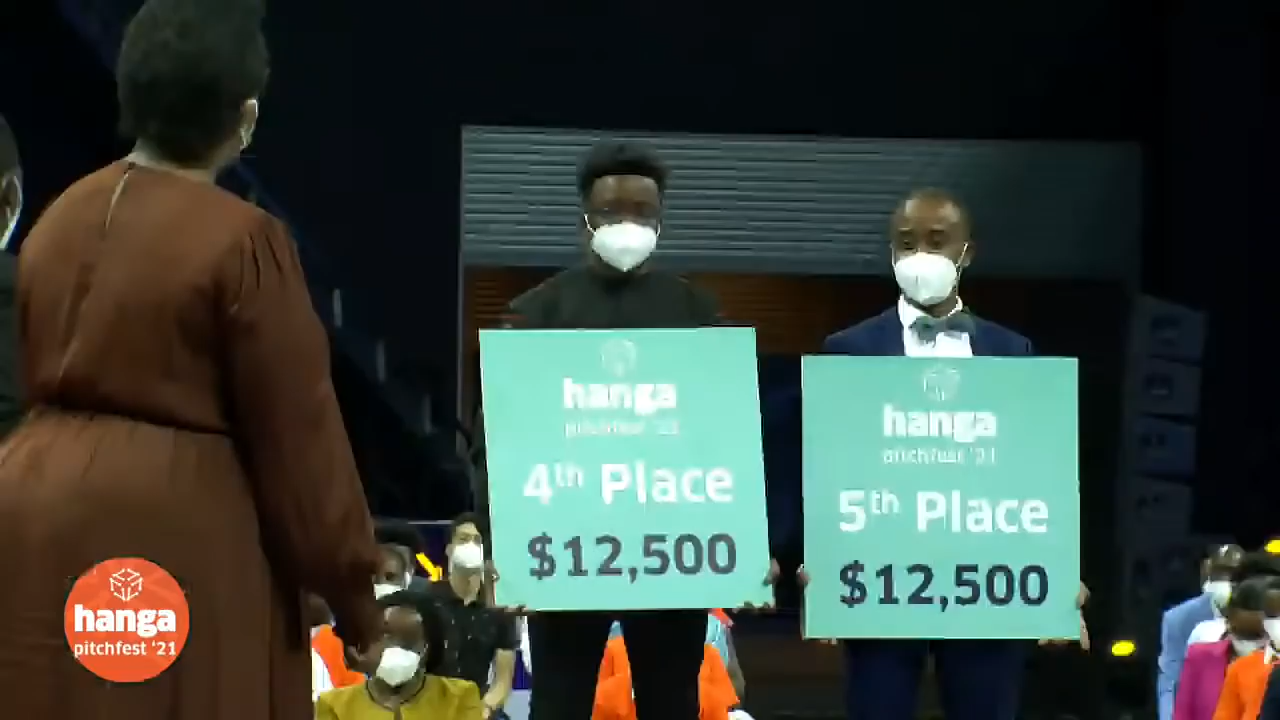 hanga
pitchfest '21
4th Place
$12,500
hanga
pitchfest '21
5th Place
$12,500
hanga
pitchfest '21